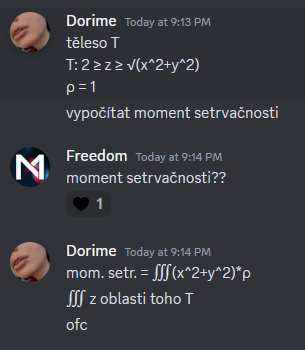 Dorime Today at 9:13 PM
těleso T
T: 2 ≥ z ≥ √(x^2+y^2)
ρ = 1
vypočítat moment setrvačnosti
Freedom Today at 9:14 PM
moment setrvačnosti??
🖤 1
Dorime Today at 9:14 PM
mom. setr. = ∭(x^2+y^2)*ρ
∭ z oblasti toho T
ofc